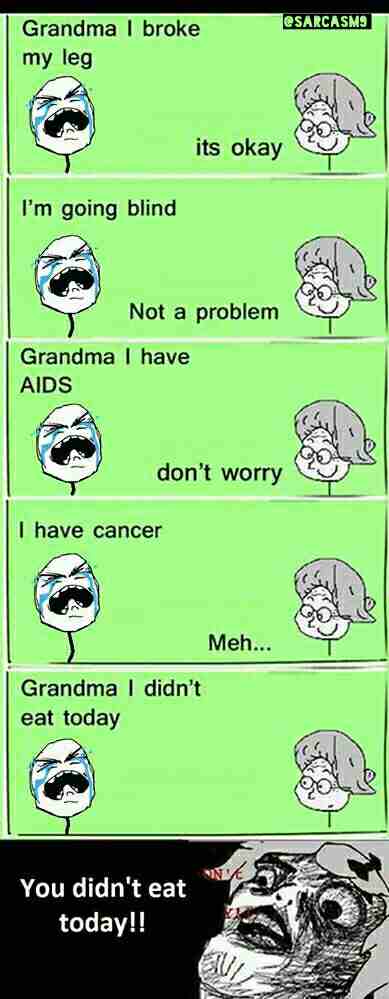 @SARCASM9
Grandma I broke
my leg
its okay
I'm going blind
Not a problem
Grandma I have
AIDS
don't worry
I have cancer
Meh...
Grandma I didn't
eat today
You didn't eat
today!!